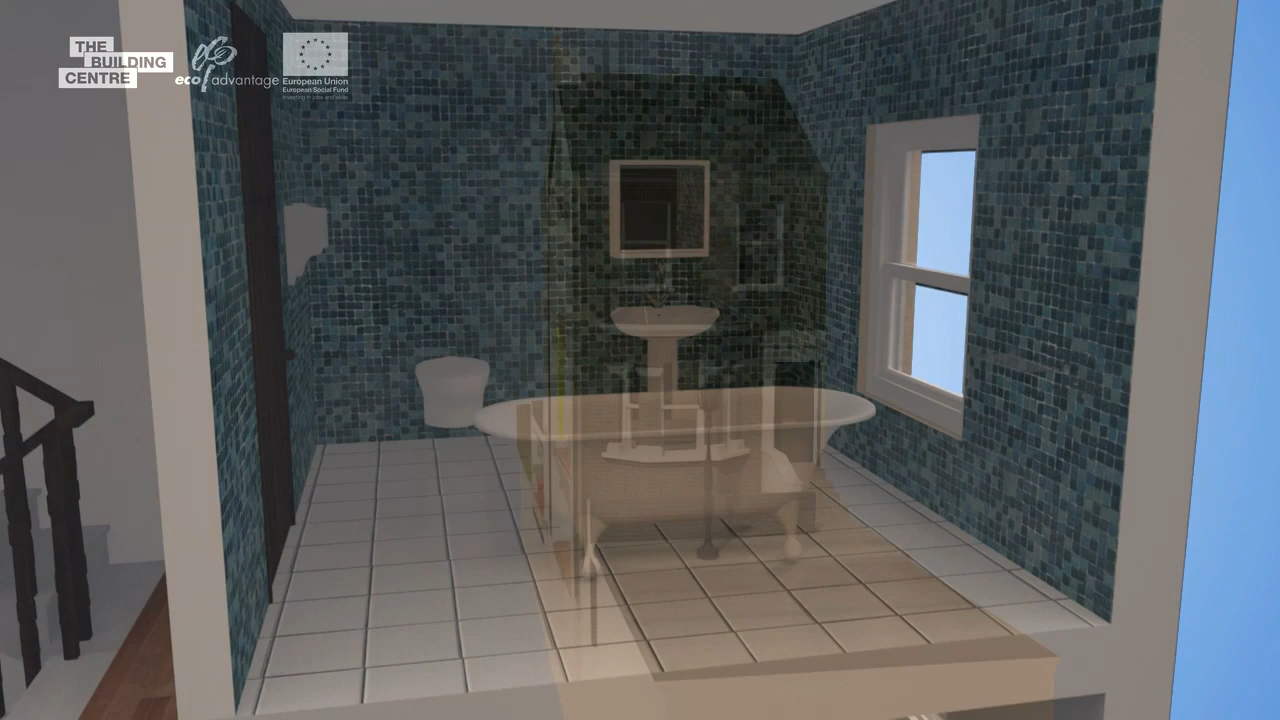 THE
BUILDING
CENTRE
eco advantage
European Union
European Social Fund
Investing in jobs and skills